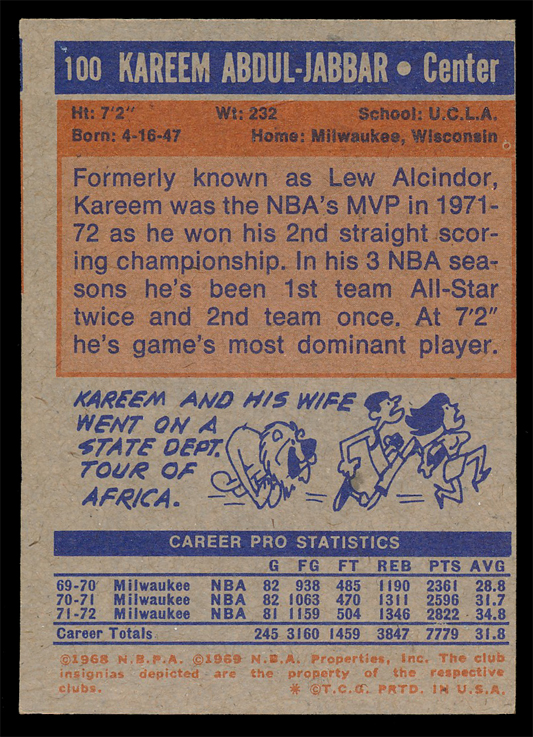 100 KAREEM ABDUL-JABBAR • Center
Ht: 7'2" Wt: 232 School: U.C.L.A.
Born: 4-16-47 Home: Milwaukee, Wisconsin
Formerly known as Lew Alcindor,
Kareem was the NBA's MVP in 1971-
72 as he won his 2nd straight scor-
ing championship. In his 3 NBA sea-
sons he's been 1st team All-Star
twice and 2nd team once. At 7'2"
he's game's most dominant player.
KAREEM AND HIS WIFE
WENT ON A
STATE DEPT.
TOUR OF
AFRICA.
CAREER PRO STATISTICS
G FG FT REB PTS AVG
69-70 Milwaukee NBA 82 938 485 1190 2361 28.8
70-71 Milwaukee NBA 82 1063 470 1311 2596 31.7
71-72 Milwaukee NBA 81 1159 504 1346 2822 34.8
Career Totals 245 3160 1459 3847 7779 31.8
©1968 N.B.P.A. ©1969 N.B.A. Properties, Inc. The club
insignias depicted are the property of the respective
clubs. * ©T.C.G. PRTD. IN U.S.A.